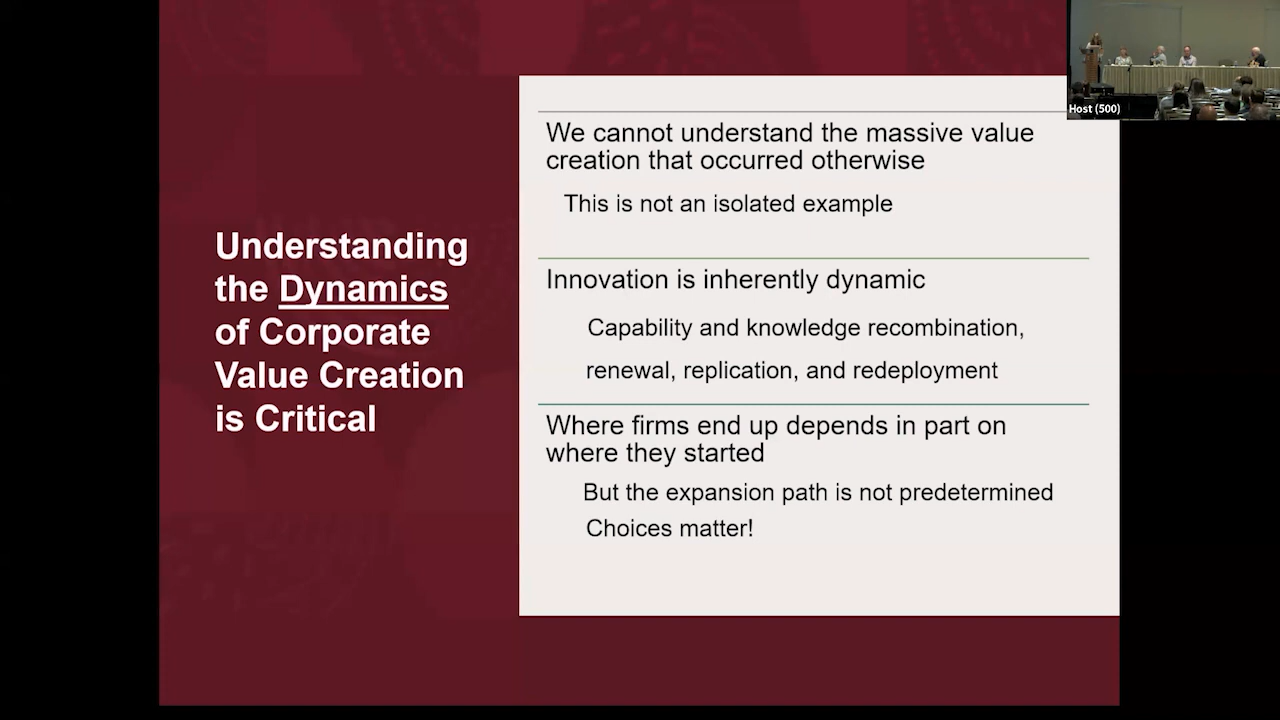 Host (500)
Understanding
the Dynamics
of Corporate
Value Creation
is Critical
We cannot understand the massive value
creation that occurred otherwise
This is not an isolated example
Innovation is inherently dynamic
Capability and knowledge recombination,
renewal, replication, and redeployment
Where firms end up depends in part on
where they started
But the expansion path is not predetermined
Choices matter!